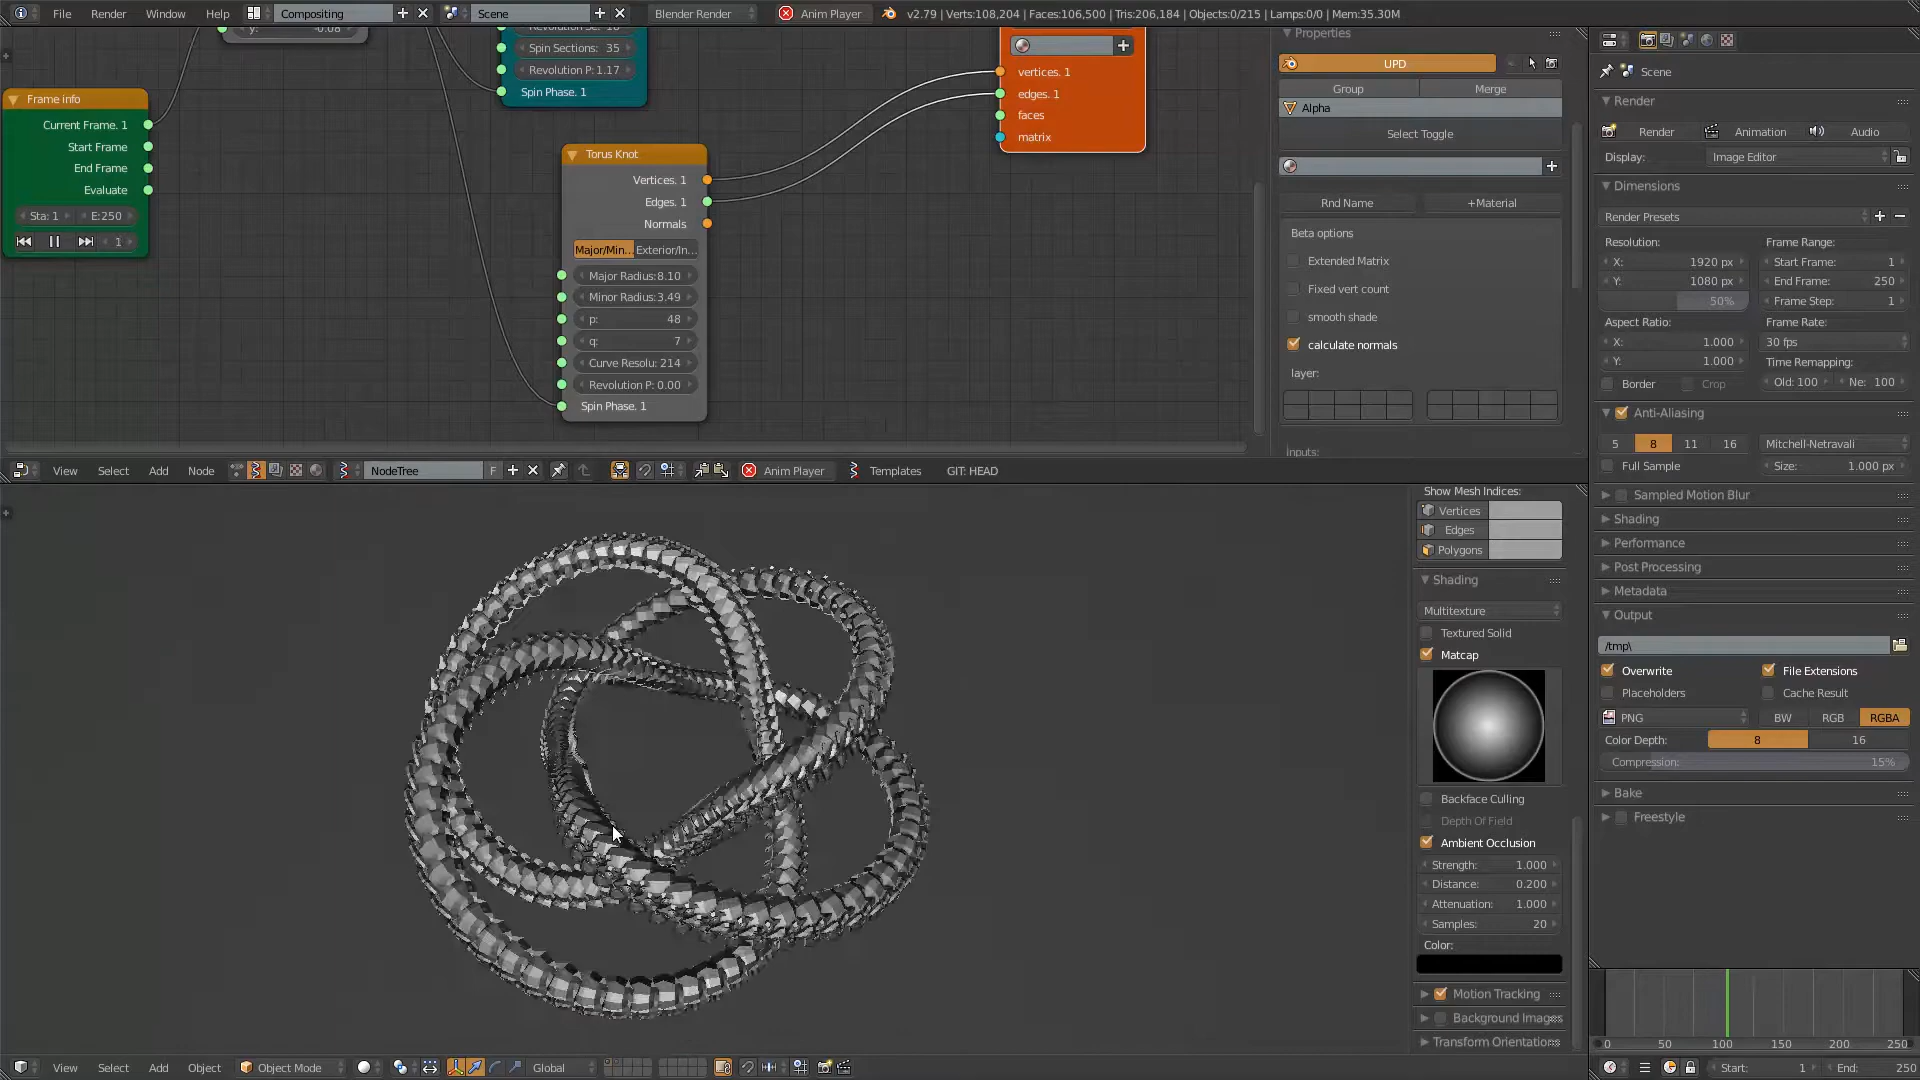 File
Render
Window
Help
Compositing
Scene
Blender Render
Anim Player
v2.79 | Verts:108,204 | Faces:106,500 | Tris:206,184 | Objects:0/215 | Lamps:0/0 | Mem:35.30M
y: -0.08
Spin Sections: 35
Revolution P: 1.17
Spin Phase. 1
Frame info
Current Frame. 1
Start Frame
End Frame
Evaluate
Sta: 1
E:250
1
Torus Knot
Vertices. 1
Edges. 1
Normals
Major/Min...
Exterior/In...
Major Radius:8.10
Minor Radius:3.49
p: 48
q: 7
Curve Resolu: 214
Revolution P: 0.00
Spin Phase. 1
vertices. 1
edges. 1
faces
matrix
Properties
UPD
Group
Merge
Alpha
Select Toggle
Rnd Name
+Material
Beta options
Extended Matrix
Fixed vert count
smooth shade
calculate normals
layer:
Inputs:
View
Select
Add
Node
NodeTree
F
Anim Player
Templates
GIT: HEAD
Show Mesh Indices:
Vertices
Edges
Polygons
Shading
Multitexture
Textured Solid
Matcap
Backface Culling
Depth Of Field
Ambient Occlusion
Strength: 1.000
Distance: 0.200
Attenuation: 1.000
Samples: 20
Color:
Motion Tracking
Background Images
Transform Orientations
View
Select
Add
Object
Object Mode
Global
Scene
Render
Render
Animation
Audio
Display:
Image Editor
Dimensions
Render Presets
Resolution:
X: 1920 px
Y: 1080 px
50%
Frame Range:
Start Frame: 1
End Frame: 250
Frame Step: 1
Aspect Ratio:
X: 1.000
Y: 1.000
Frame Rate:
30 fps
Time Remapping:
Border
Crop
Old: 100
Ne: 100
Anti-Aliasing
5
8
11
16
Mitchell-Netravali
Full Sample
Size: 1.000 px
Sampled Motion Blur
Shading
Performance
Post Processing
Metadata
Output
/tmp\
Overwrite
File Extensions
Placeholders
Cache Result
PNG
BW
RGB
RGBA
Color Depth:
8
16
Compression: 15%
Bake
Freestyle
0
50
100
150
200
250
Start: 1
End: 250